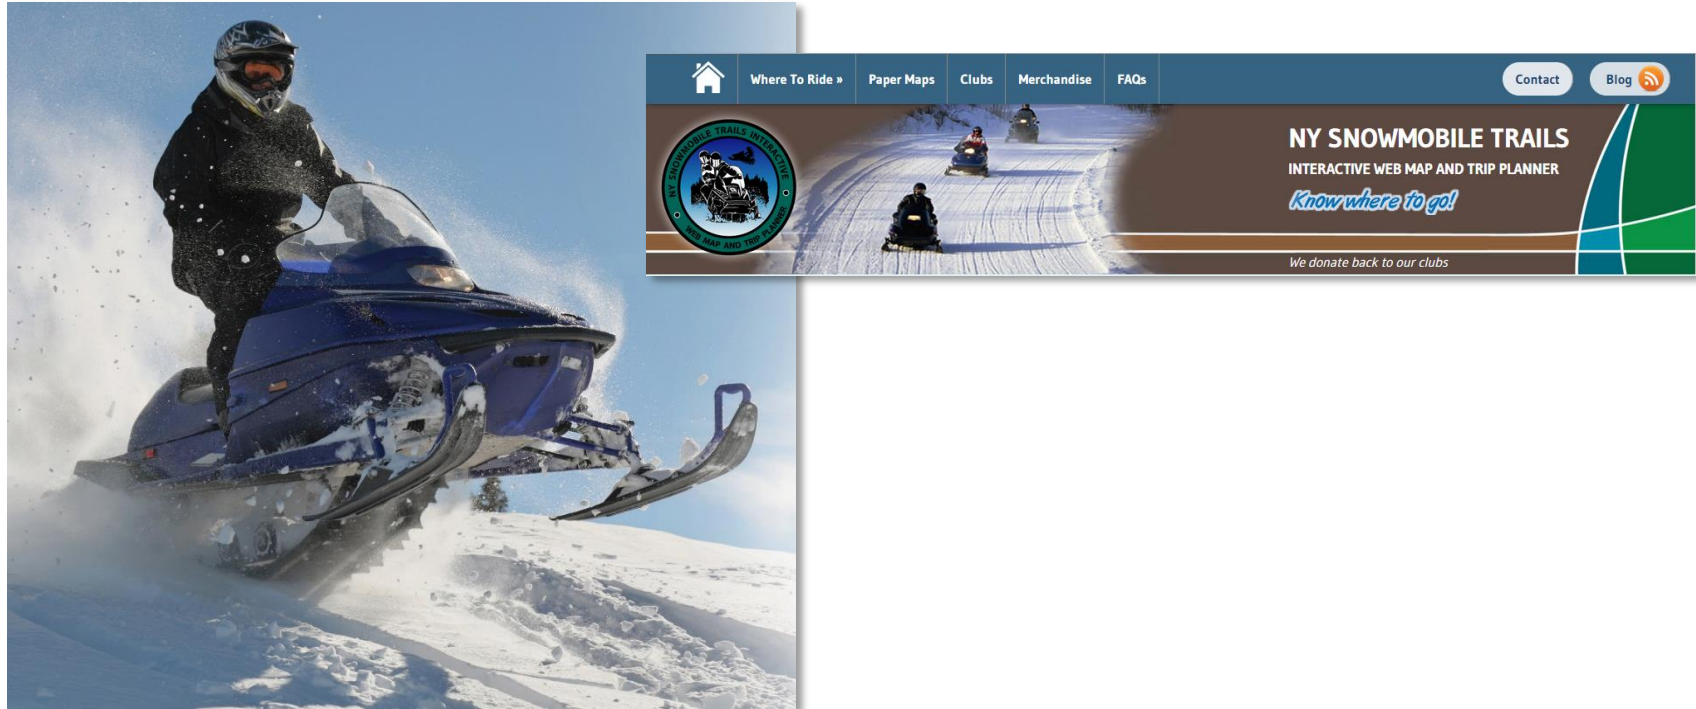 Where To Ride »
Paper Maps
Clubs
Merchandise
FAQs
Contact
Blog
NY SNOWMOBILE TRAILS INTERACTIVE
WEB MAP AND TRIP PLANNER
NY SNOWMOBILE TRAILS
INTERACTIVE WEB MAP AND TRIP PLANNER
Know where to go!
We donate back to our clubs